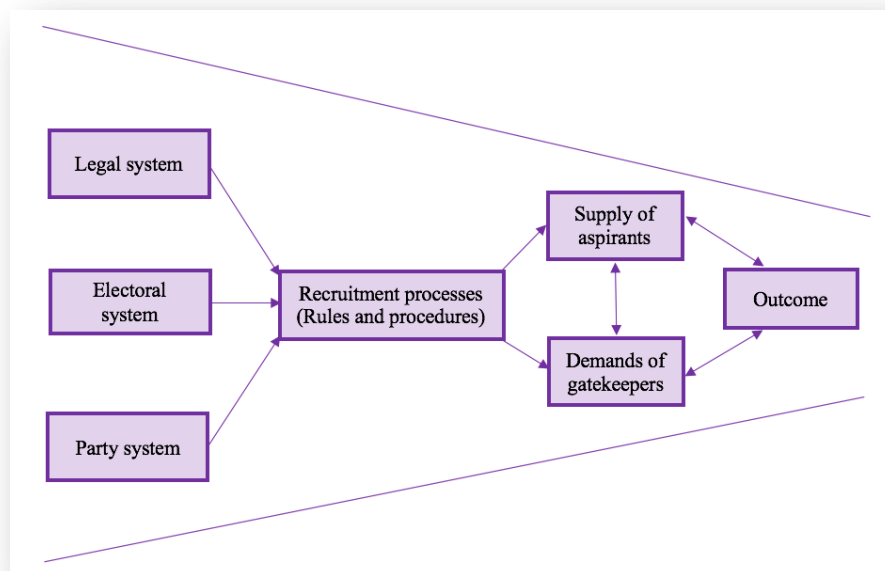 Legal system
Electoral
system
Party system
Recruitment processes
(Rules and procedures)
Supply of
aspirants
Demands of
gatekeepers
Outcome